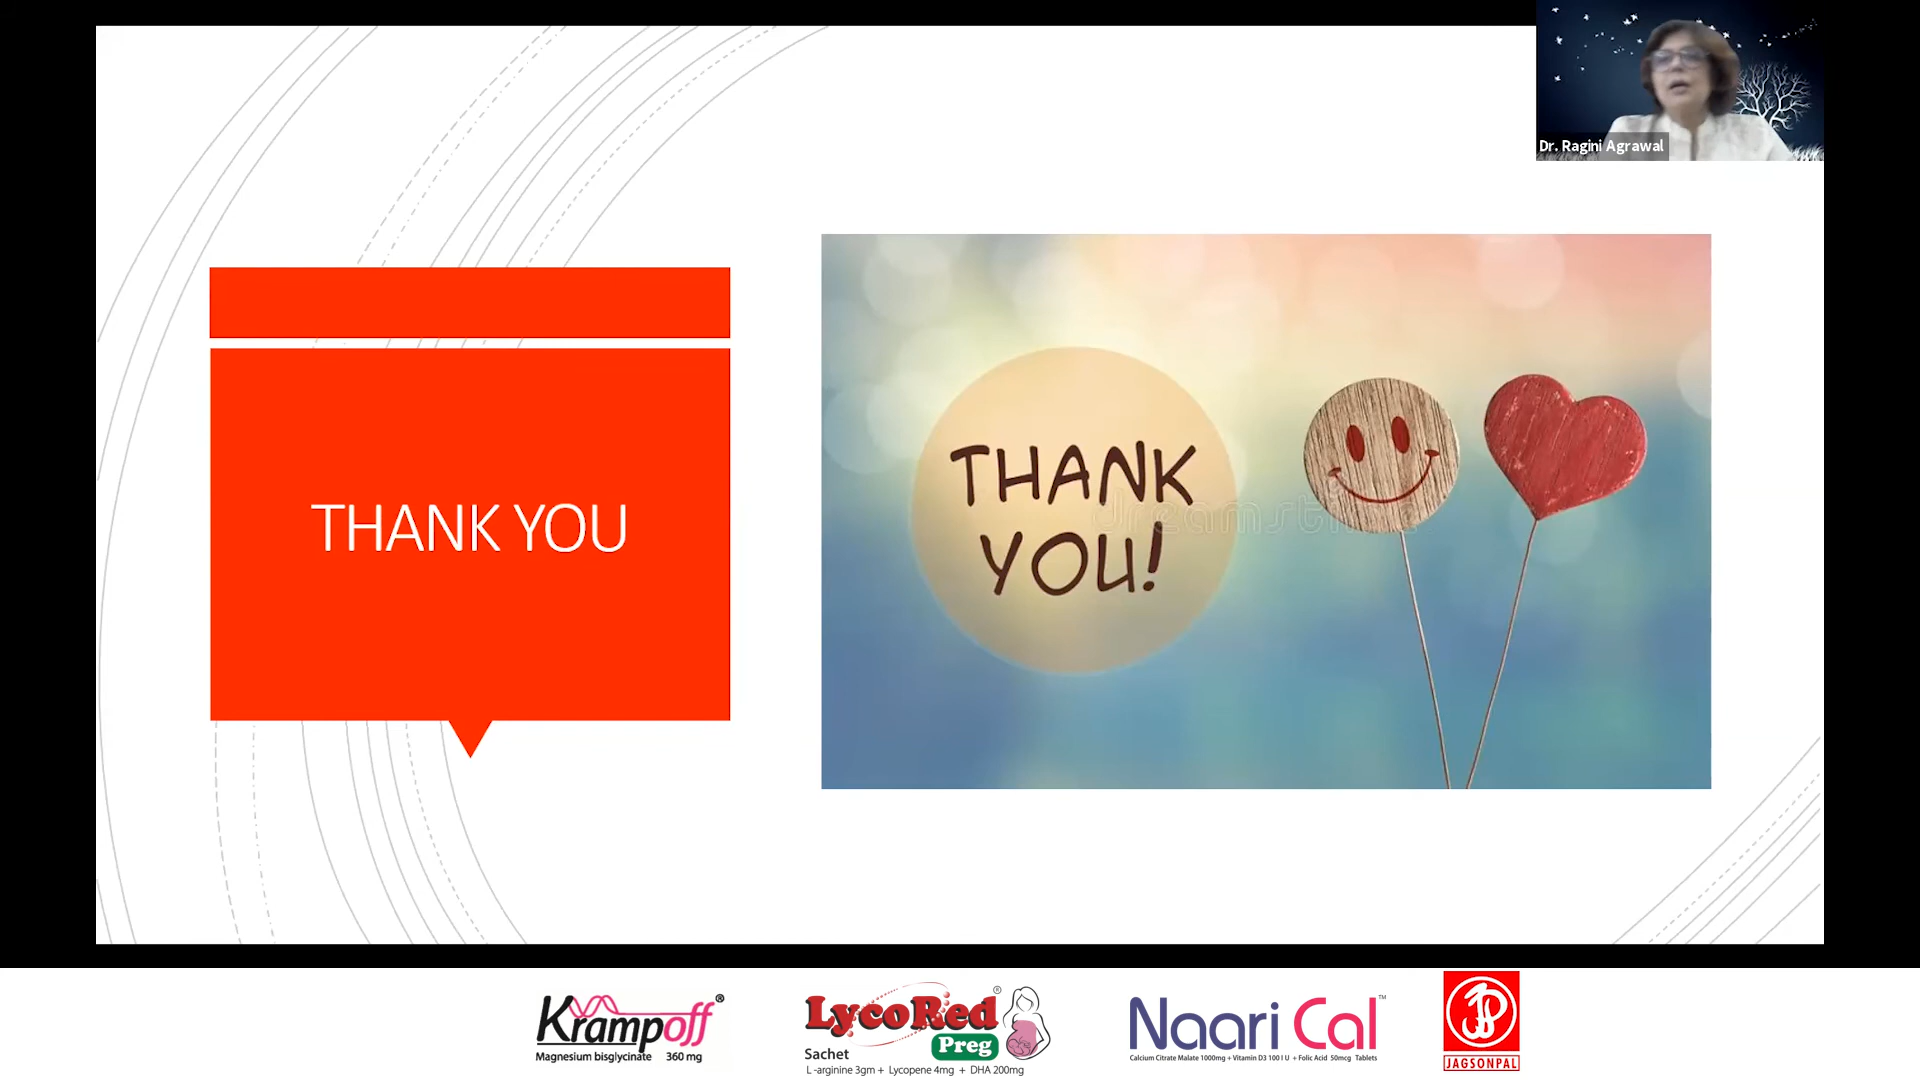 Dr. Ragini Agrawal
THANK YOU
THANK
YOU!
dreamstime
Krampoff®
Magnesium bisglycinate 360 mg
LycoRed®
Preg
Sachet
L-arginine 3gm + Lycopene 4mg + DHA 200mg
Naari Cal™
Calcium Citrate Malate 1000mg + Vitamin D3 100 I U + Folic Acid 50mcg Tablets
JAGSONPAL